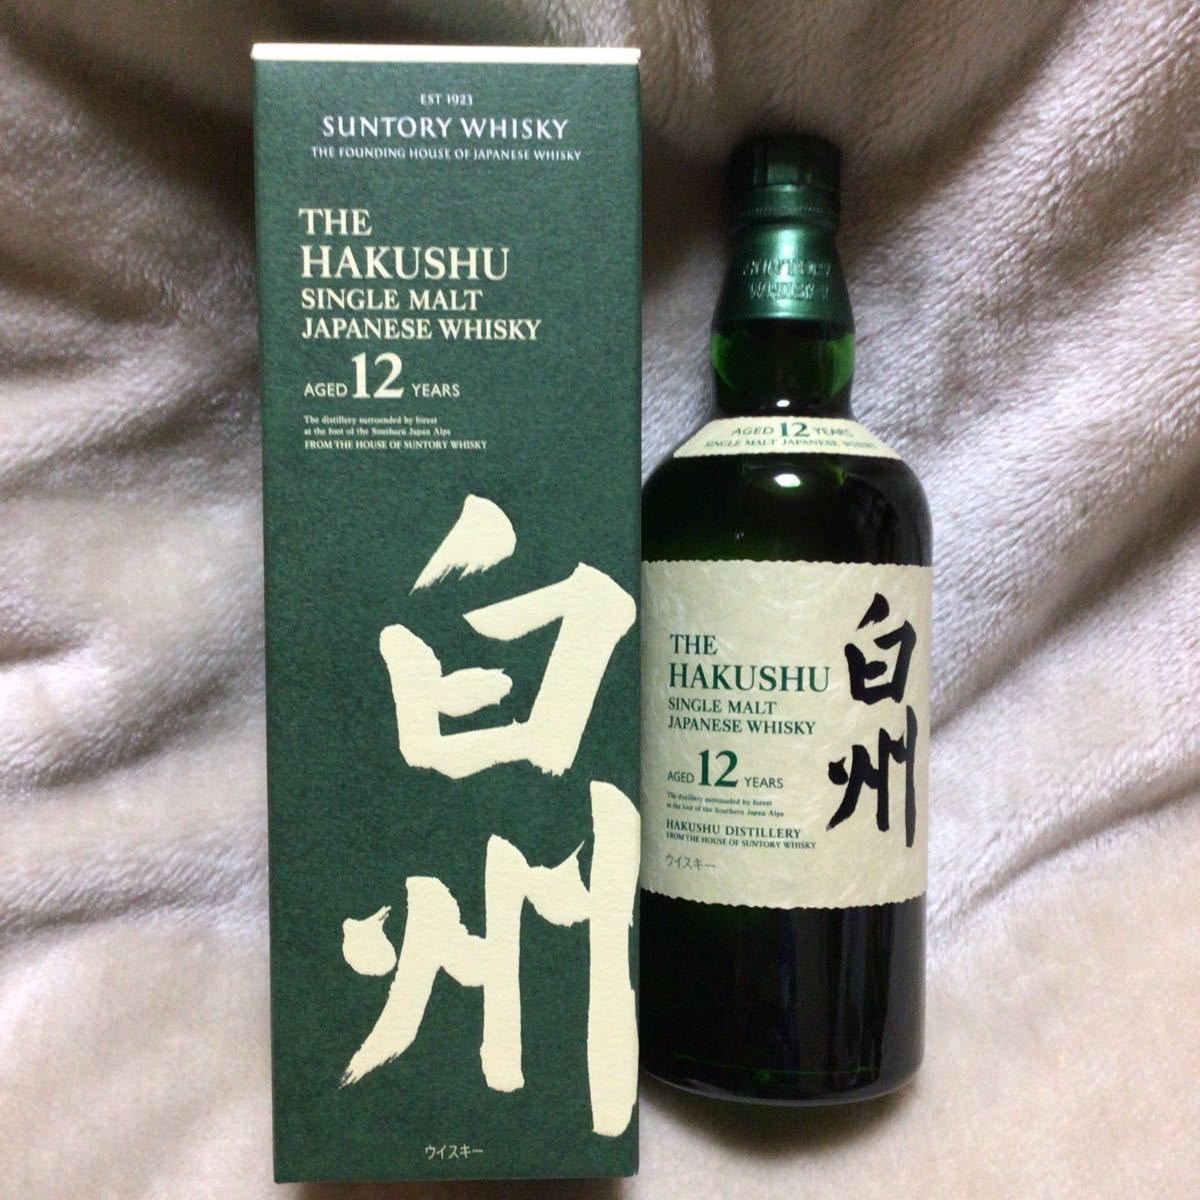 EST 1923
SUNTORY WHISKY
THE FOUNDING HOUSE OF JAPANESE WHISKY
THE
HAKUSHU
SINGLE MALT
JAPANESE WHISKY
AGED 12 YEARS
The distillery surrounded by forest
at the foot of the Southern Japan Alps
FROM THE HOUSE OF SUNTORY WHISKY
白州
ウイスキー
SUNTORY
WHISKY
AGED 12 YEARS
SINGLE MALT JAPANESE WHISKY
THE
HAKUSHU
SINGLE MALT
JAPANESE WHISKY
AGED 12 YEARS
The distillery surrounded by forest
at the foot of the Southern Japan Alps
HAKUSHU DISTILLERY
FROM THE HOUSE OF SUNTORY WHISKY
ウイスキー
白州